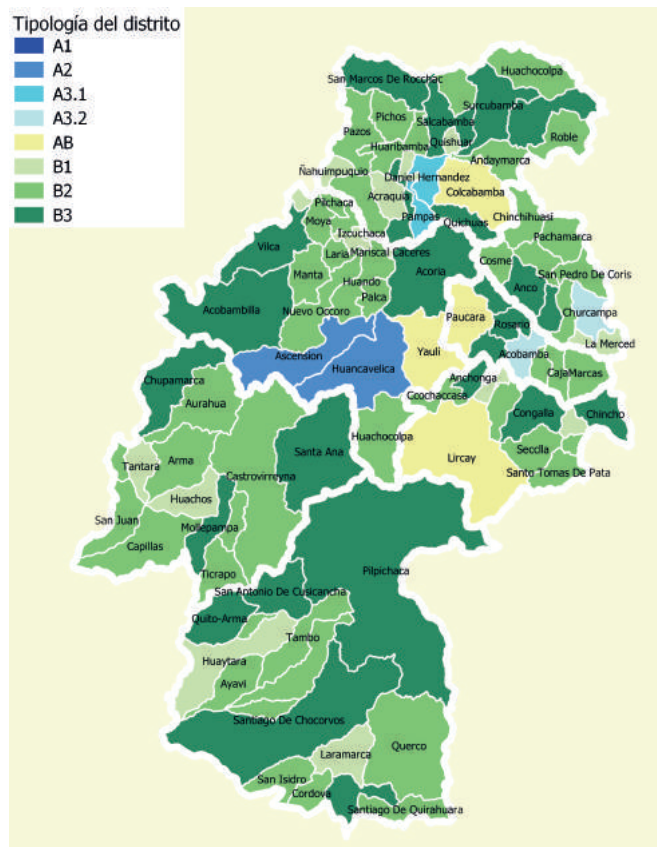 Tipología del distrito
A1
A2
A3.1
A3.2
AB
B1
B2
B3
Huachocolpa
San Marcos De Rocchac
Surcubamba
Pichos
Salcabamba
Pazos
Roble
Quishuar
Huaribamba
Andaymarca
Ñahuimpuquio
Daniel Hernandez
Acraquia
Colcabamba
Pilchaca
Chinchihuasi
Moya
Pampas
Quichuas
Izcuchaca
Pachamarca
Vilca
Laria
Mariscal Caceres
Cosme
Acoria
San Pedro De Coris
Manta
Huando
Anco
Palca
Acobambilla
Nuevo Occoro
Churcampa
Paucara
Rosario
La Merced
Yauli
Acobamba
Ascension
Huancavelica
Anchonga
CajaMarcas
Chupamarca
Ccochaccasa
Aurahua
Congalla
Chincho
Huachocolpa
Santa Ana
Secclla
Arma
Lircay
Tantara
Castrovirreyna
Santo Tomas De Pata
Huachos
San Juan
Mollepampa
Capillas
Pilpichaca
Ticrapo
San Antonio De Cusicancha
Quito-Arma
Tambo
Huaytara
Ayavi
Santiago De Chocorvos
Querco
Laramarca
San Isidro
Cordova
Santiago De Quirahuara